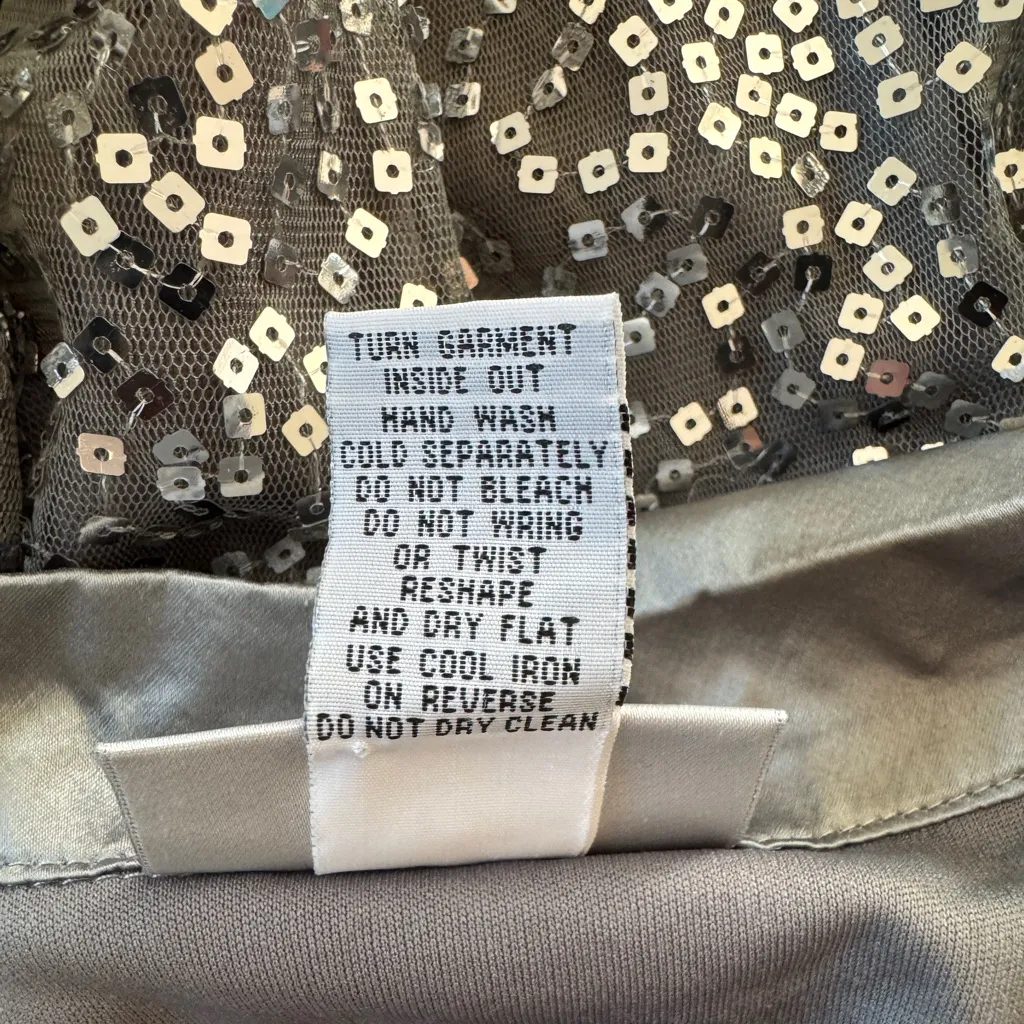 TURN GARMENT
INSIDE OUT
HAND WASH
COLD SEPARATELY
DO NOT BLEACH
DO NOT WRING
OR TWIST
RESHAPE
AND DRY FLAT
USE COOL IRON
ON REVERSE
DO NOT DRY CLEAN